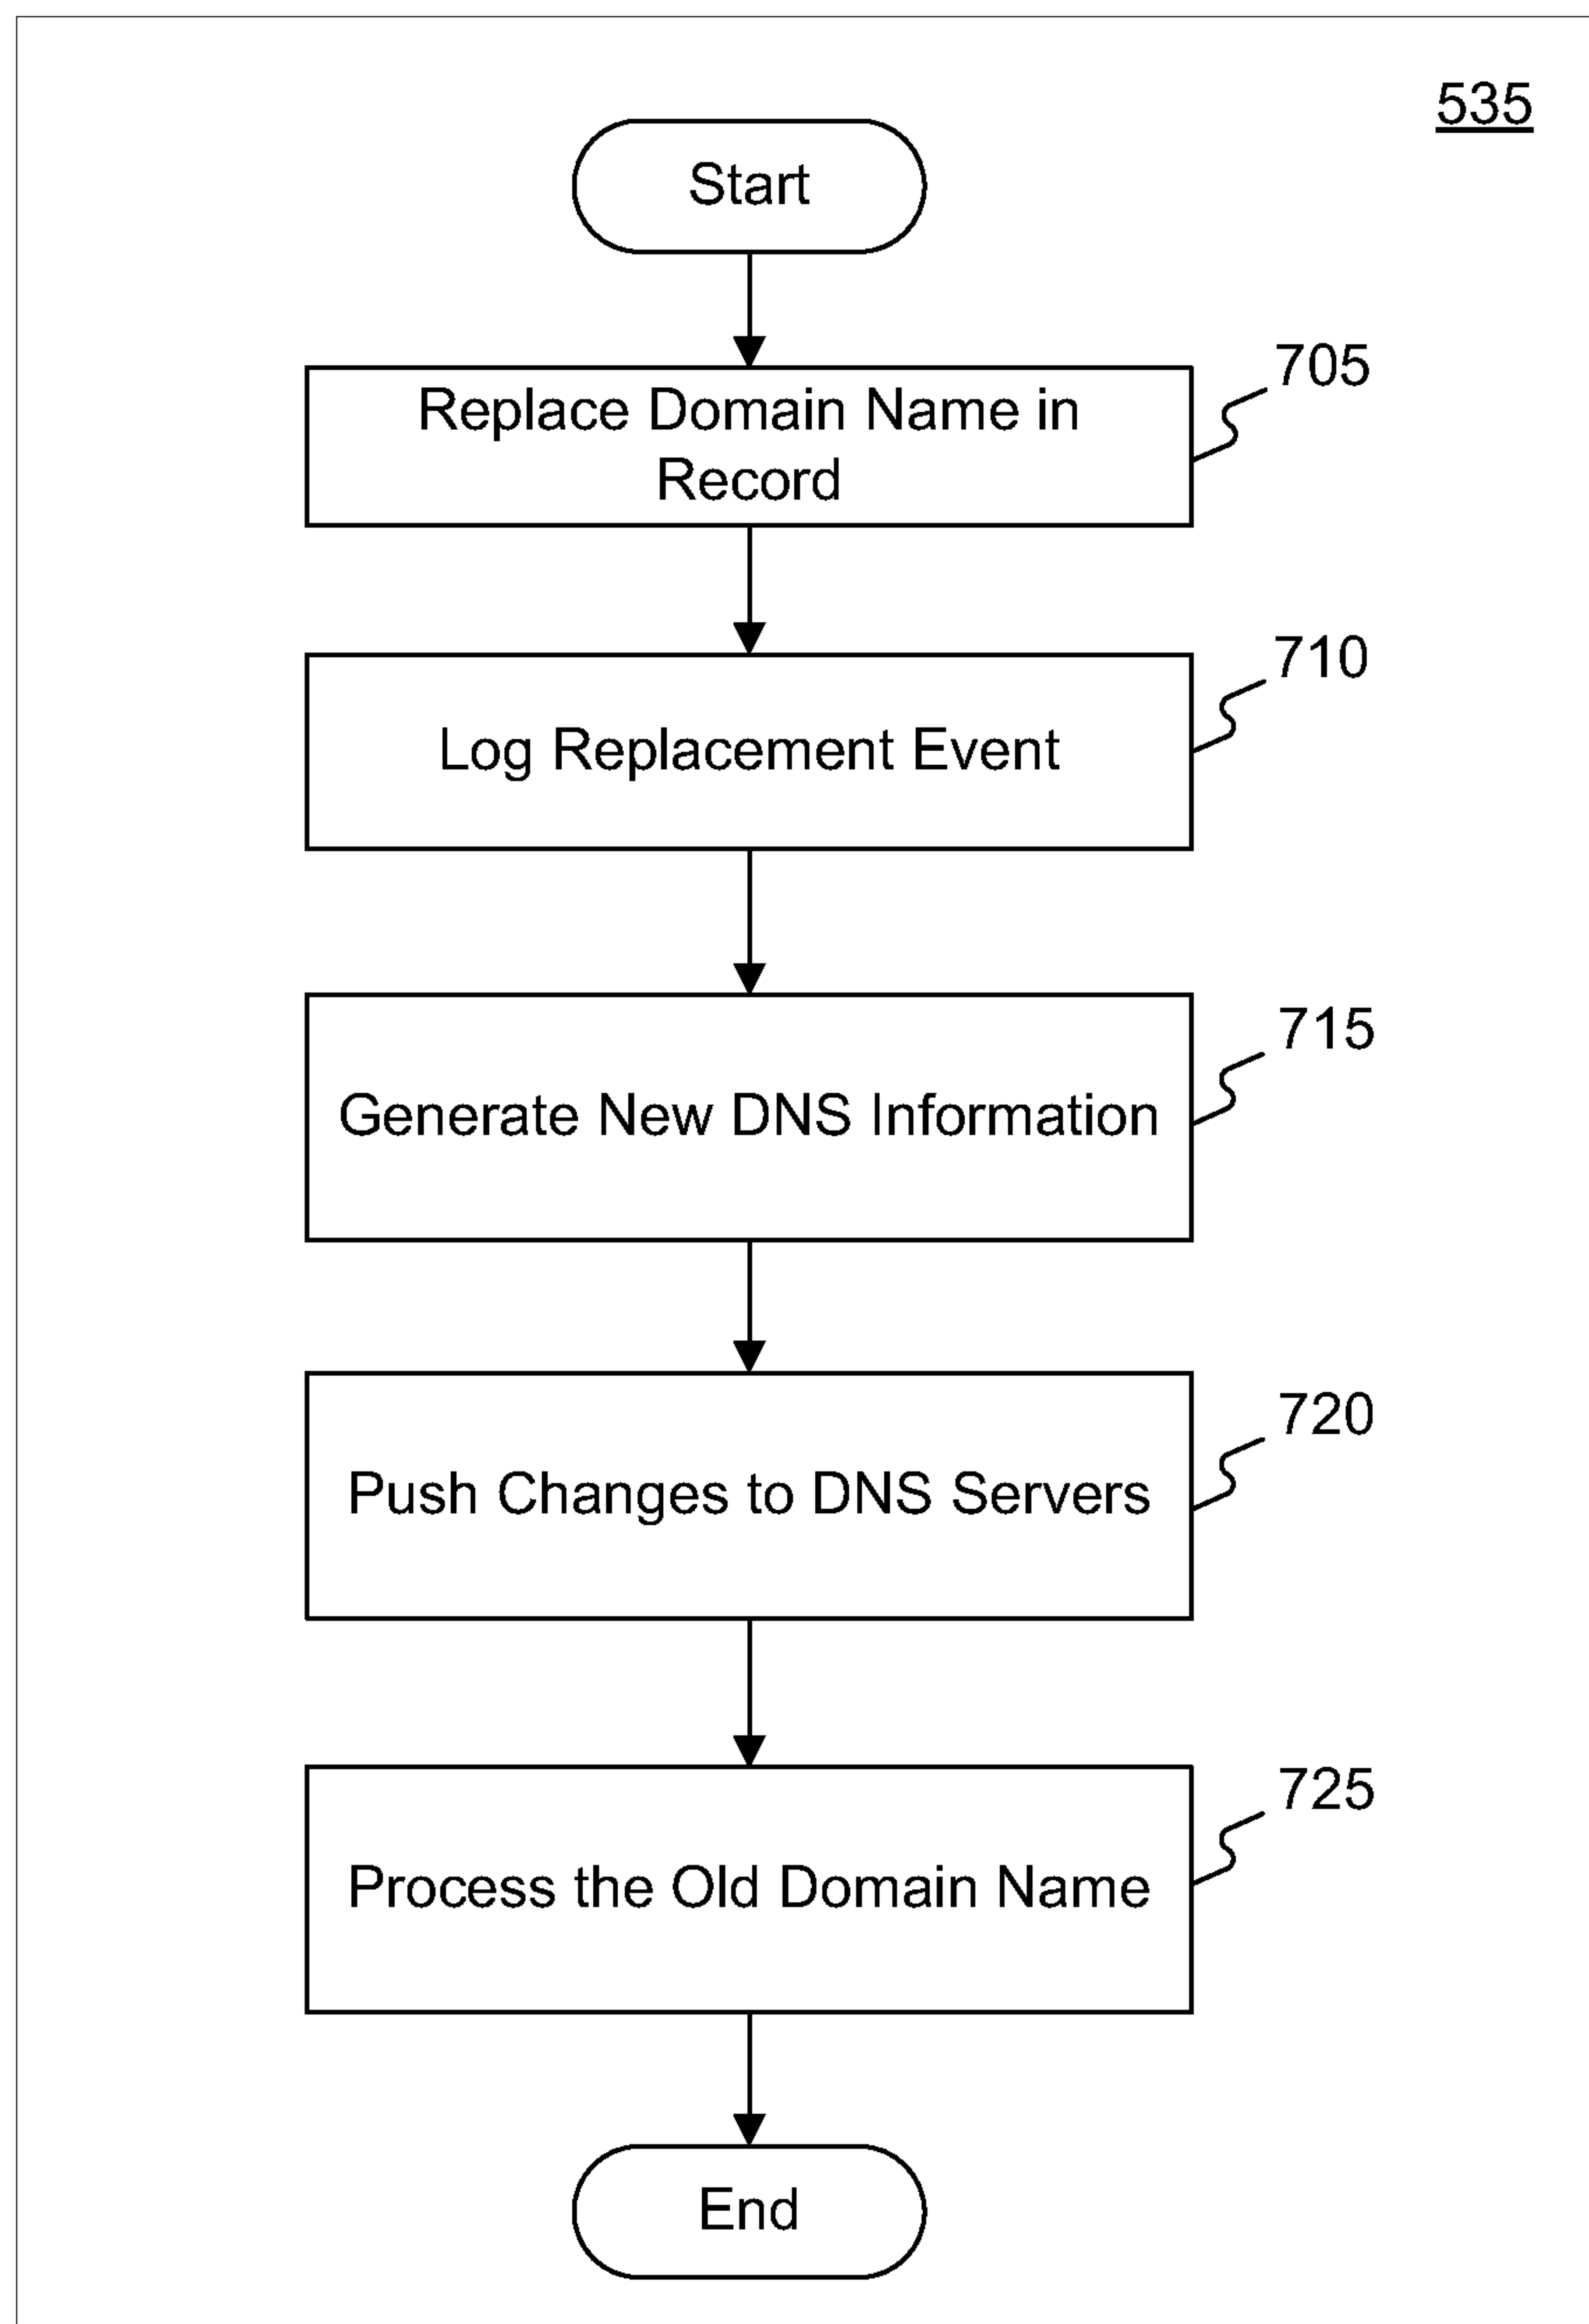 535
Start
Replace Domain Name in
Record
705
Log Replacement Event
710
Generate New DNS Information
715
Push Changes to DNS Servers
720
Process the Old Domain Name
725
End